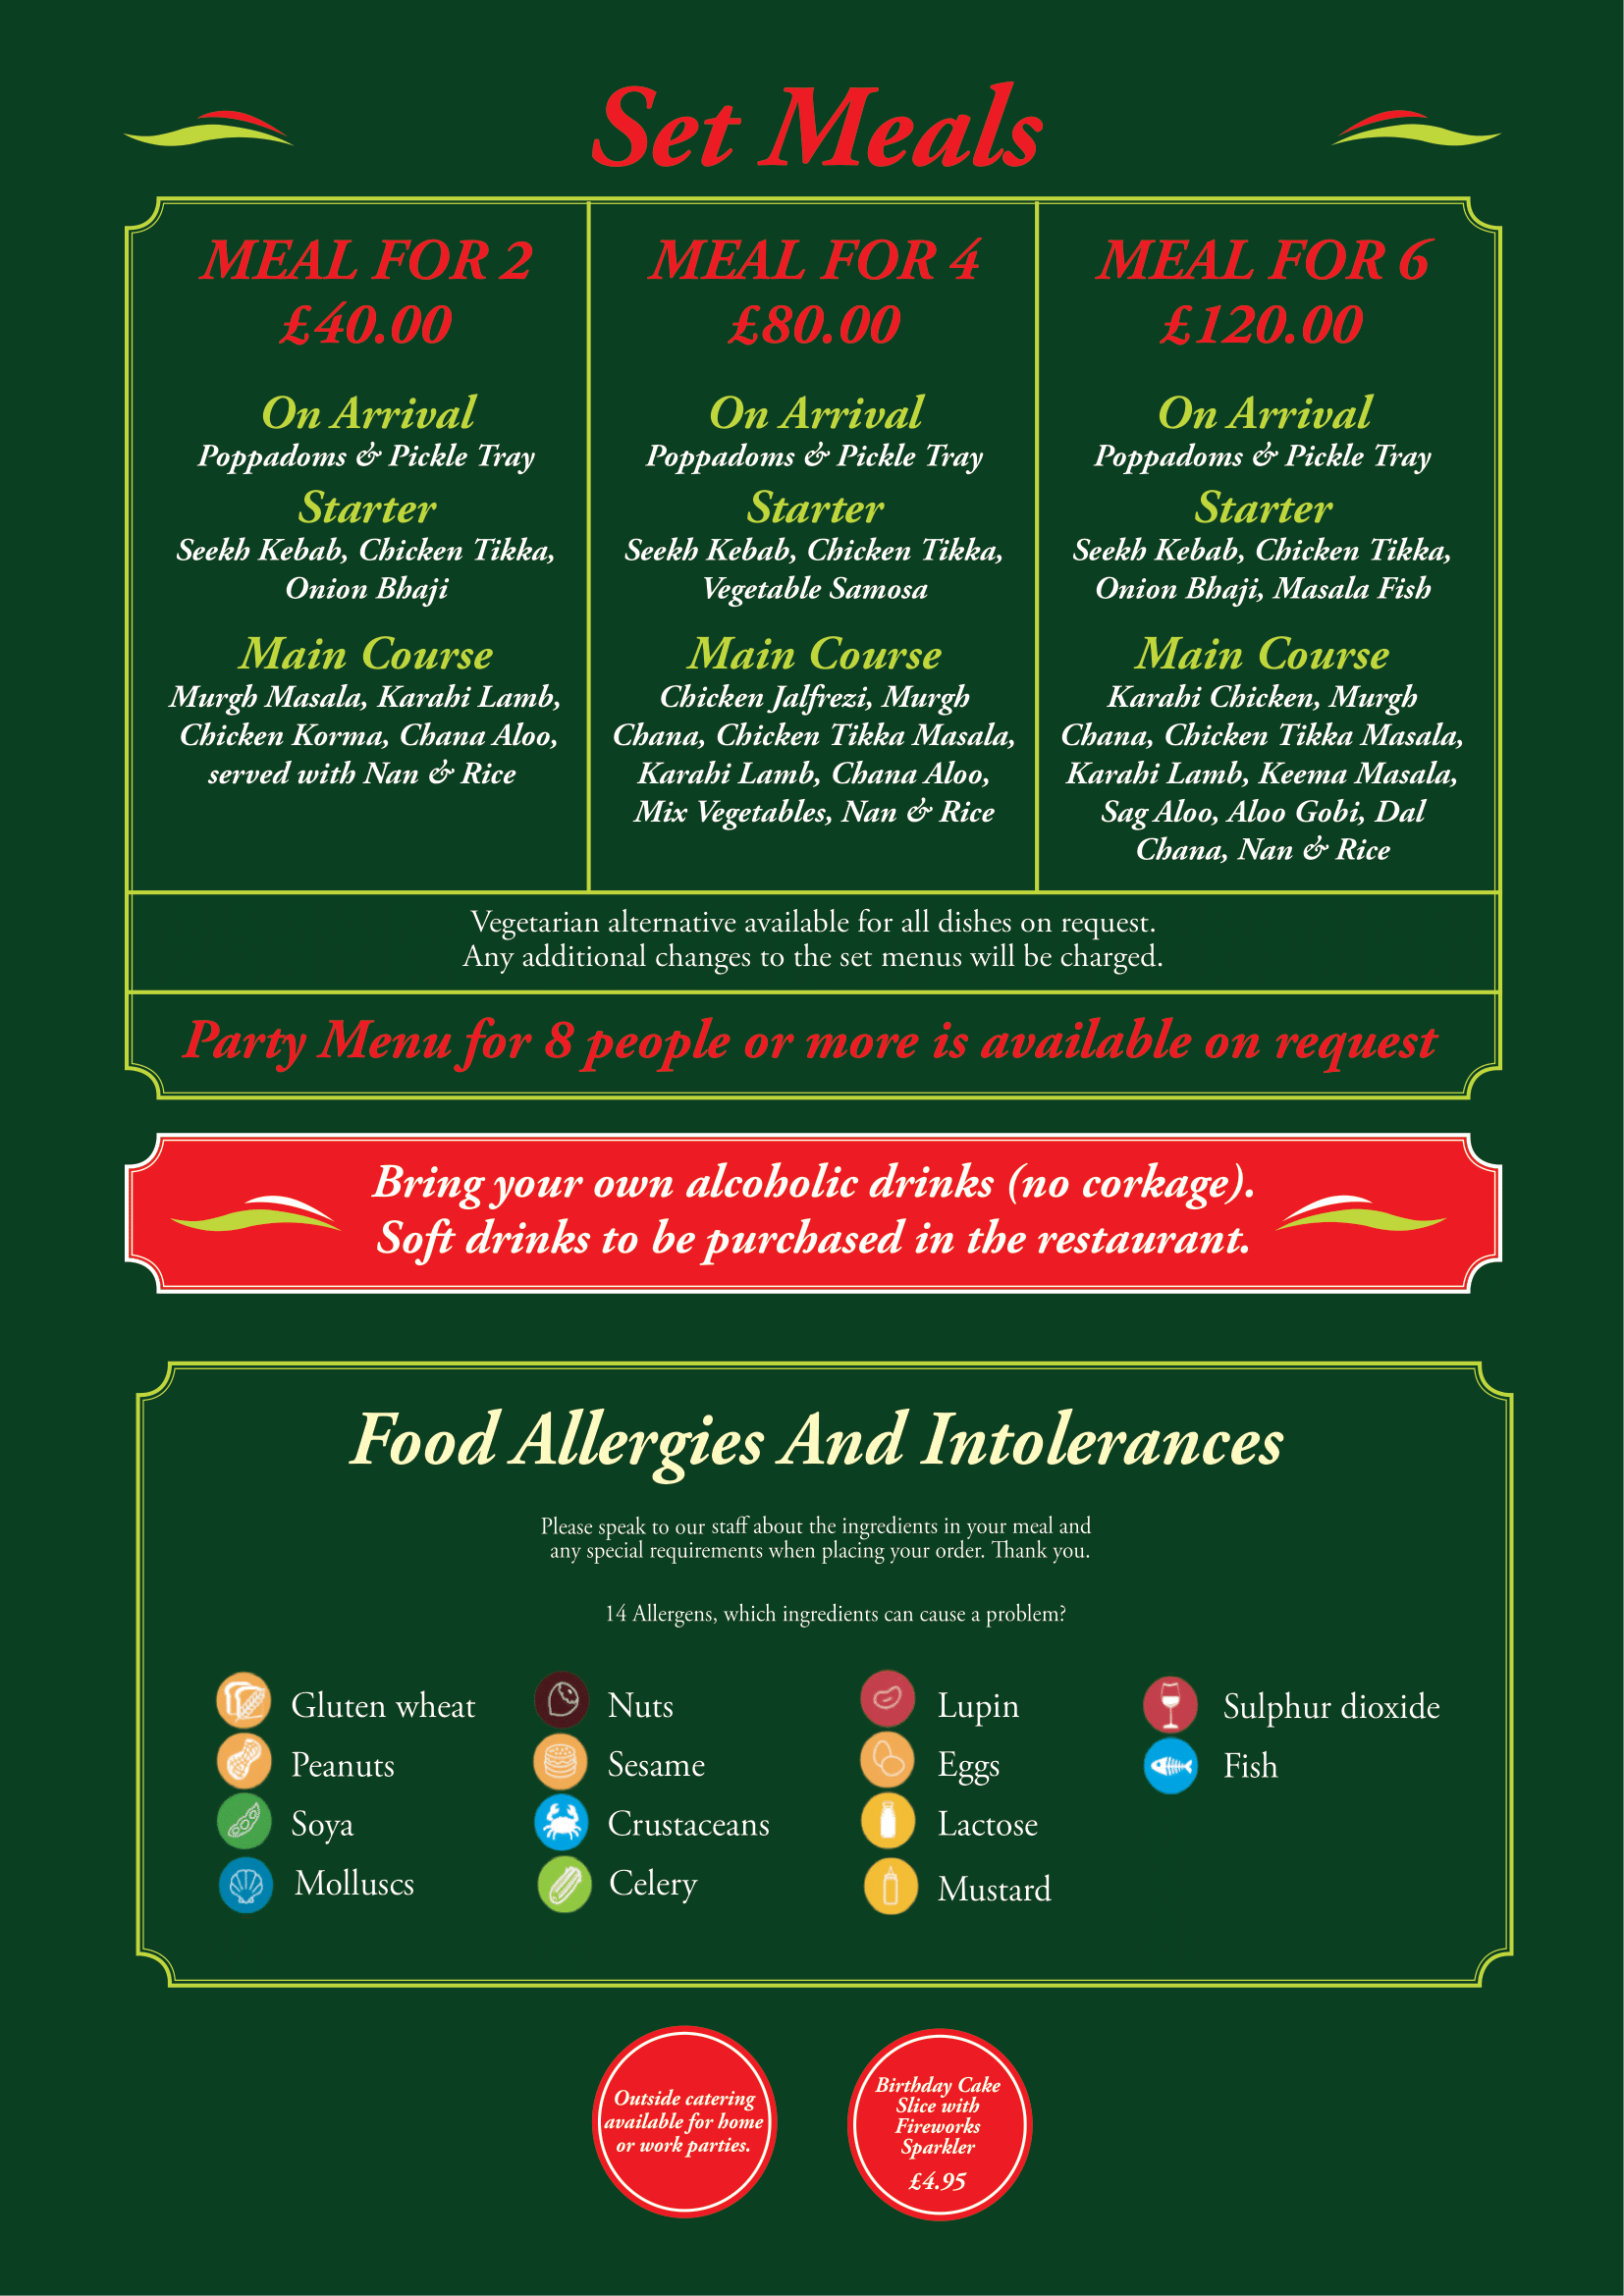 Set Meals
MEAL FOR 2
£40.00
On Arrival
Poppadoms & Pickle Tray
Starter
Seekh Kebab, Chicken Tikka,
Onion Bhaji
Main Course
Murgh Masala, Karahi Lamb,
Chicken Korma, Chana Aloo,
served with Nan & Rice
MEAL FOR 4
£80.00
On Arrival
Poppadoms & Pickle Tray
Starter
Seekh Kebab, Chicken Tikka,
Vegetable Samosa
Main Course
Chicken Jalfrezi, Murgh
Chana, Chicken Tikka Masala,
Karahi Lamb, Chana Aloo,
Mix Vegetables, Nan & Rice
MEAL FOR 6
£120.00
On Arrival
Poppadoms & Pickle Tray
Starter
Seekh Kebab, Chicken Tikka,
Onion Bhaji, Masala Fish
Main Course
Karahi Chicken, Murgh
Chana, Chicken Tikka Masala,
Karahi Lamb, Keema Masala,
Sag Aloo, Aloo Gobi, Dal
Chana, Nan & Rice
Vegetarian alternative available for all dishes on request.
Any additional changes to the set menus will be charged.
Party Menu for 8 people or more is available on request
Bring your own alcoholic drinks (no corkage).
Soft drinks to be purchased in the restaurant.
Food Allergies And Intolerances
Please speak to our staff about the ingredients in your meal and
any special requirements when placing your order. Thank you.
14 Allergens, which ingredients can cause a problem?
Gluten wheat
Peanuts
Soya
Molluscs
Nuts
Sesame
Crustaceans
Celery
Lupin
Eggs
Lactose
Mustard
Sulphur dioxide
Fish
Outside catering
available for home
or work parties.
Birthday Cake
Slice with
Fireworks
Sparkler
£4.95